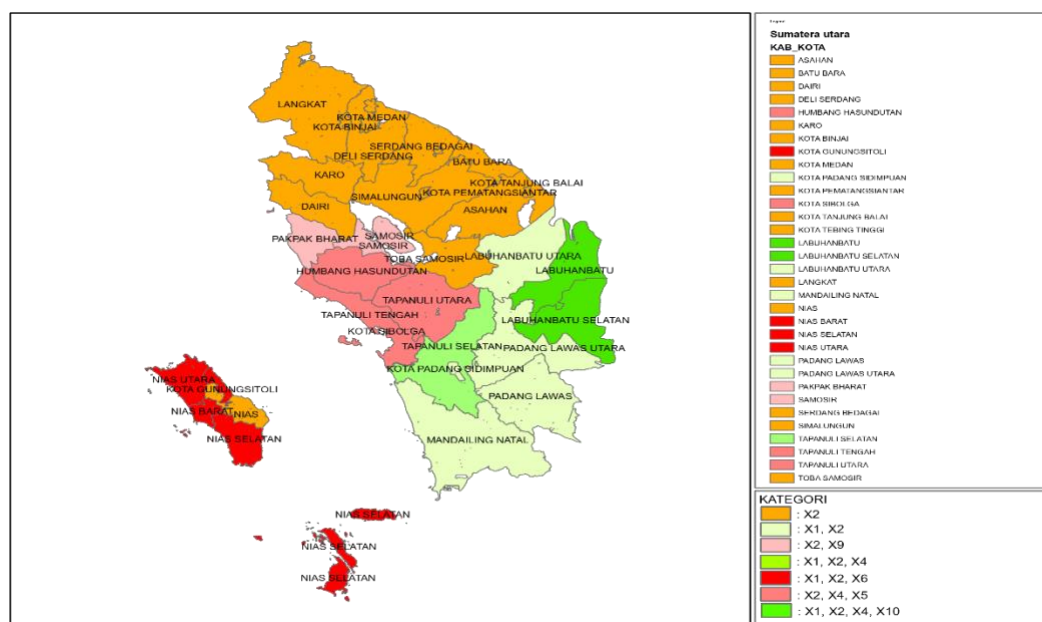 LANGKAT
KOTA MEDAN
KOTA BINJAI
SERDANG BEDAGAI
DELI SERDANG
BATU BARA
KARO
KOTA TANJUNG BALAI
SIMALUNGUN
KOTA PEMATANGSIANTAR
DAIRI
ASAHAN
SAMOSIR
PAKPAK BHARAT
SAMOSIR
TOBA SAMOSIR
LABUHANBATU UTARA
HUMBANG HASUNDUTAN
LABUHANBATU
TAPANULI UTARA
TAPANULI TENGAH
LABUHANBATU SELATAN
KOTA SIBOLGA
TAPANULI SELATAN
PADANG LAWAS UTARA
KOTA PADANG SIDIMPUAN
NIAS UTARA
KOTA GUNUNGSITOLI
PADANG LAWAS
NIAS BARAT
NIAS
NIAS SELATAN
MANDAILING NATAL
NIAS SELATAN
NIAS SELATAN
NIAS SELATAN
Legend
Sumatera utara
KAB_KOTA
ASAHAN
BATU BARA
DAIRI
DELI SERDANG
HUMBANG HASUNDUTAN
KARO
KOTA BINJAI
KOTA GUNUNGSITOLI
KOTA MEDAN
KOTA PADANG SIDIMPUAN
KOTA PEMATANGSIANTAR
KOTA SIBOLGA
KOTA TANJUNG BALAI
KOTA TEBING TINGGI
LABUHANBATU
LABUHANBATU SELATAN
LABUHANBATU UTARA
LANGKAT
MANDAILING NATAL
NIAS
NIAS BARAT
NIAS SELATAN
NIAS UTARA
PADANG LAWAS
PADANG LAWAS UTARA
PAKPAK BHARAT
SAMOSIR
SERDANG BEDAGAI
SIMALUNGUN
TAPANULI SELATAN
TAPANULI TENGAH
TAPANULI UTARA
TOBA SAMOSIR
KATEGORI
: X2
: X1, X2
: X2, X9
: X1, X2, X4
: X1, X2, X6
: X2, X4, X5
: X1, X2, X4, X10